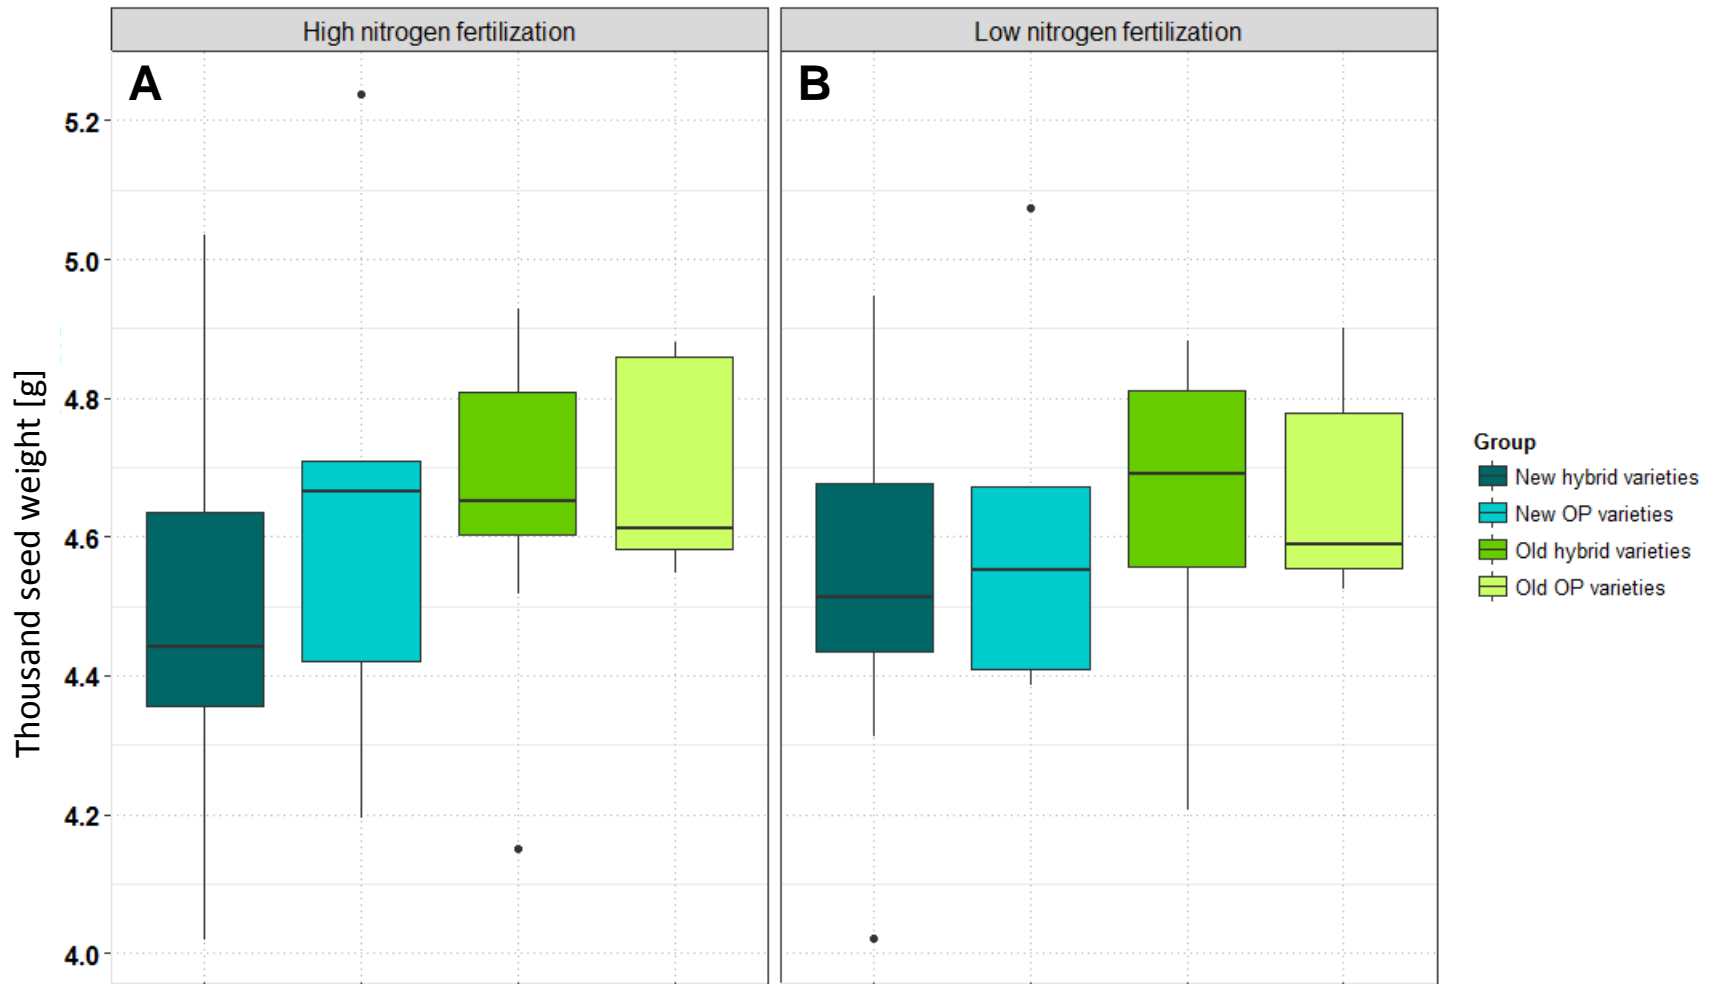 High nitrogen fertilization
Low nitrogen fertilization
A
B
5.2
5.0
4.8
4.6
4.4
4.2
4.0
Thousand seed weight [g]
Group
New hybrid varieties
New OP varieties
Old hybrid varieties
Old OP varieties